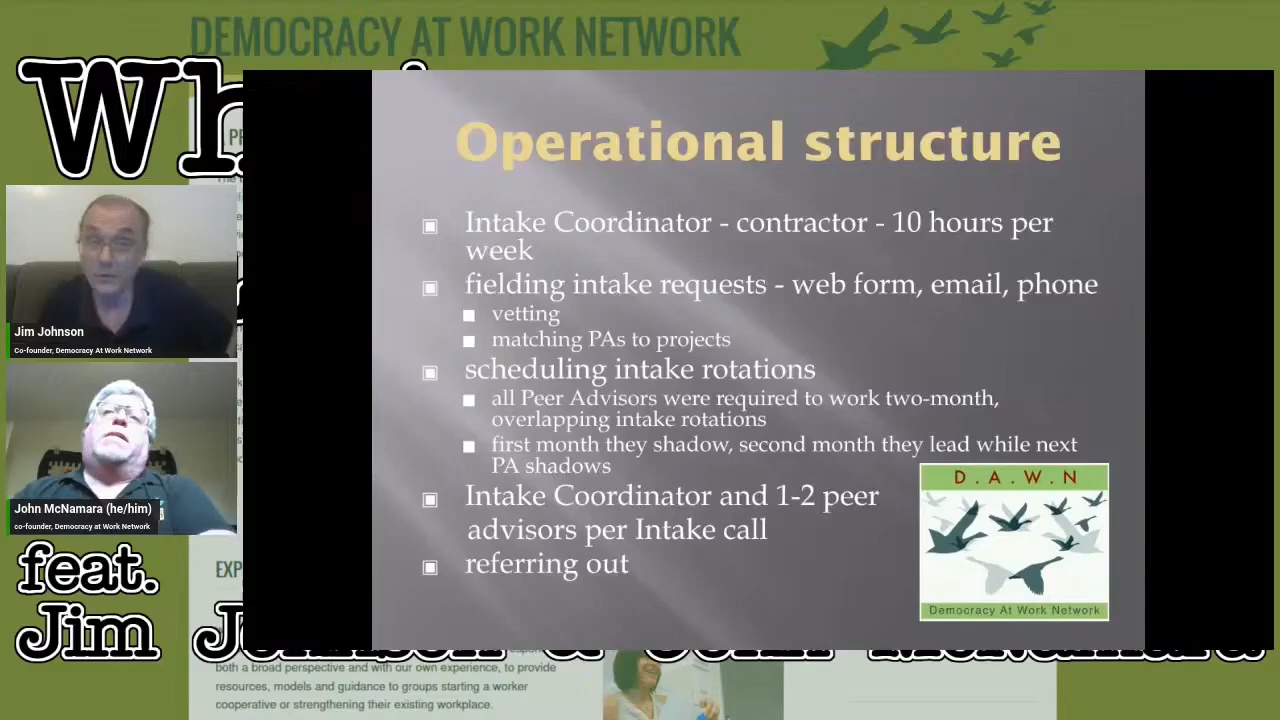 DEMOCRACY AT WORK NETWORK
Wh
Operational structure
Intake Coordinator - contractor - 10 hours per
week
fielding intake requests - web form, email, phone
vetting
matching PAs to projects
scheduling intake rotations
all Peer Advisors were required to work two-month,
overlapping intake rotations
first month they shadow, second month they lead while next
PA shadows
Intake Coordinator and 1-2 peer
advisors per Intake call
referring out
D.A.W.N
Democracy At Work Network
Jim Johnson
Co-founder, Democracy At Work Network
John McNamara (he/him)
co-founder, Democracy at Work Network
feat.
EXP
Jim J
both a broad perspective and with our own experience, to provide
resources, models and guidance to groups starting a worker
cooperative or strengthening their existing workplace.